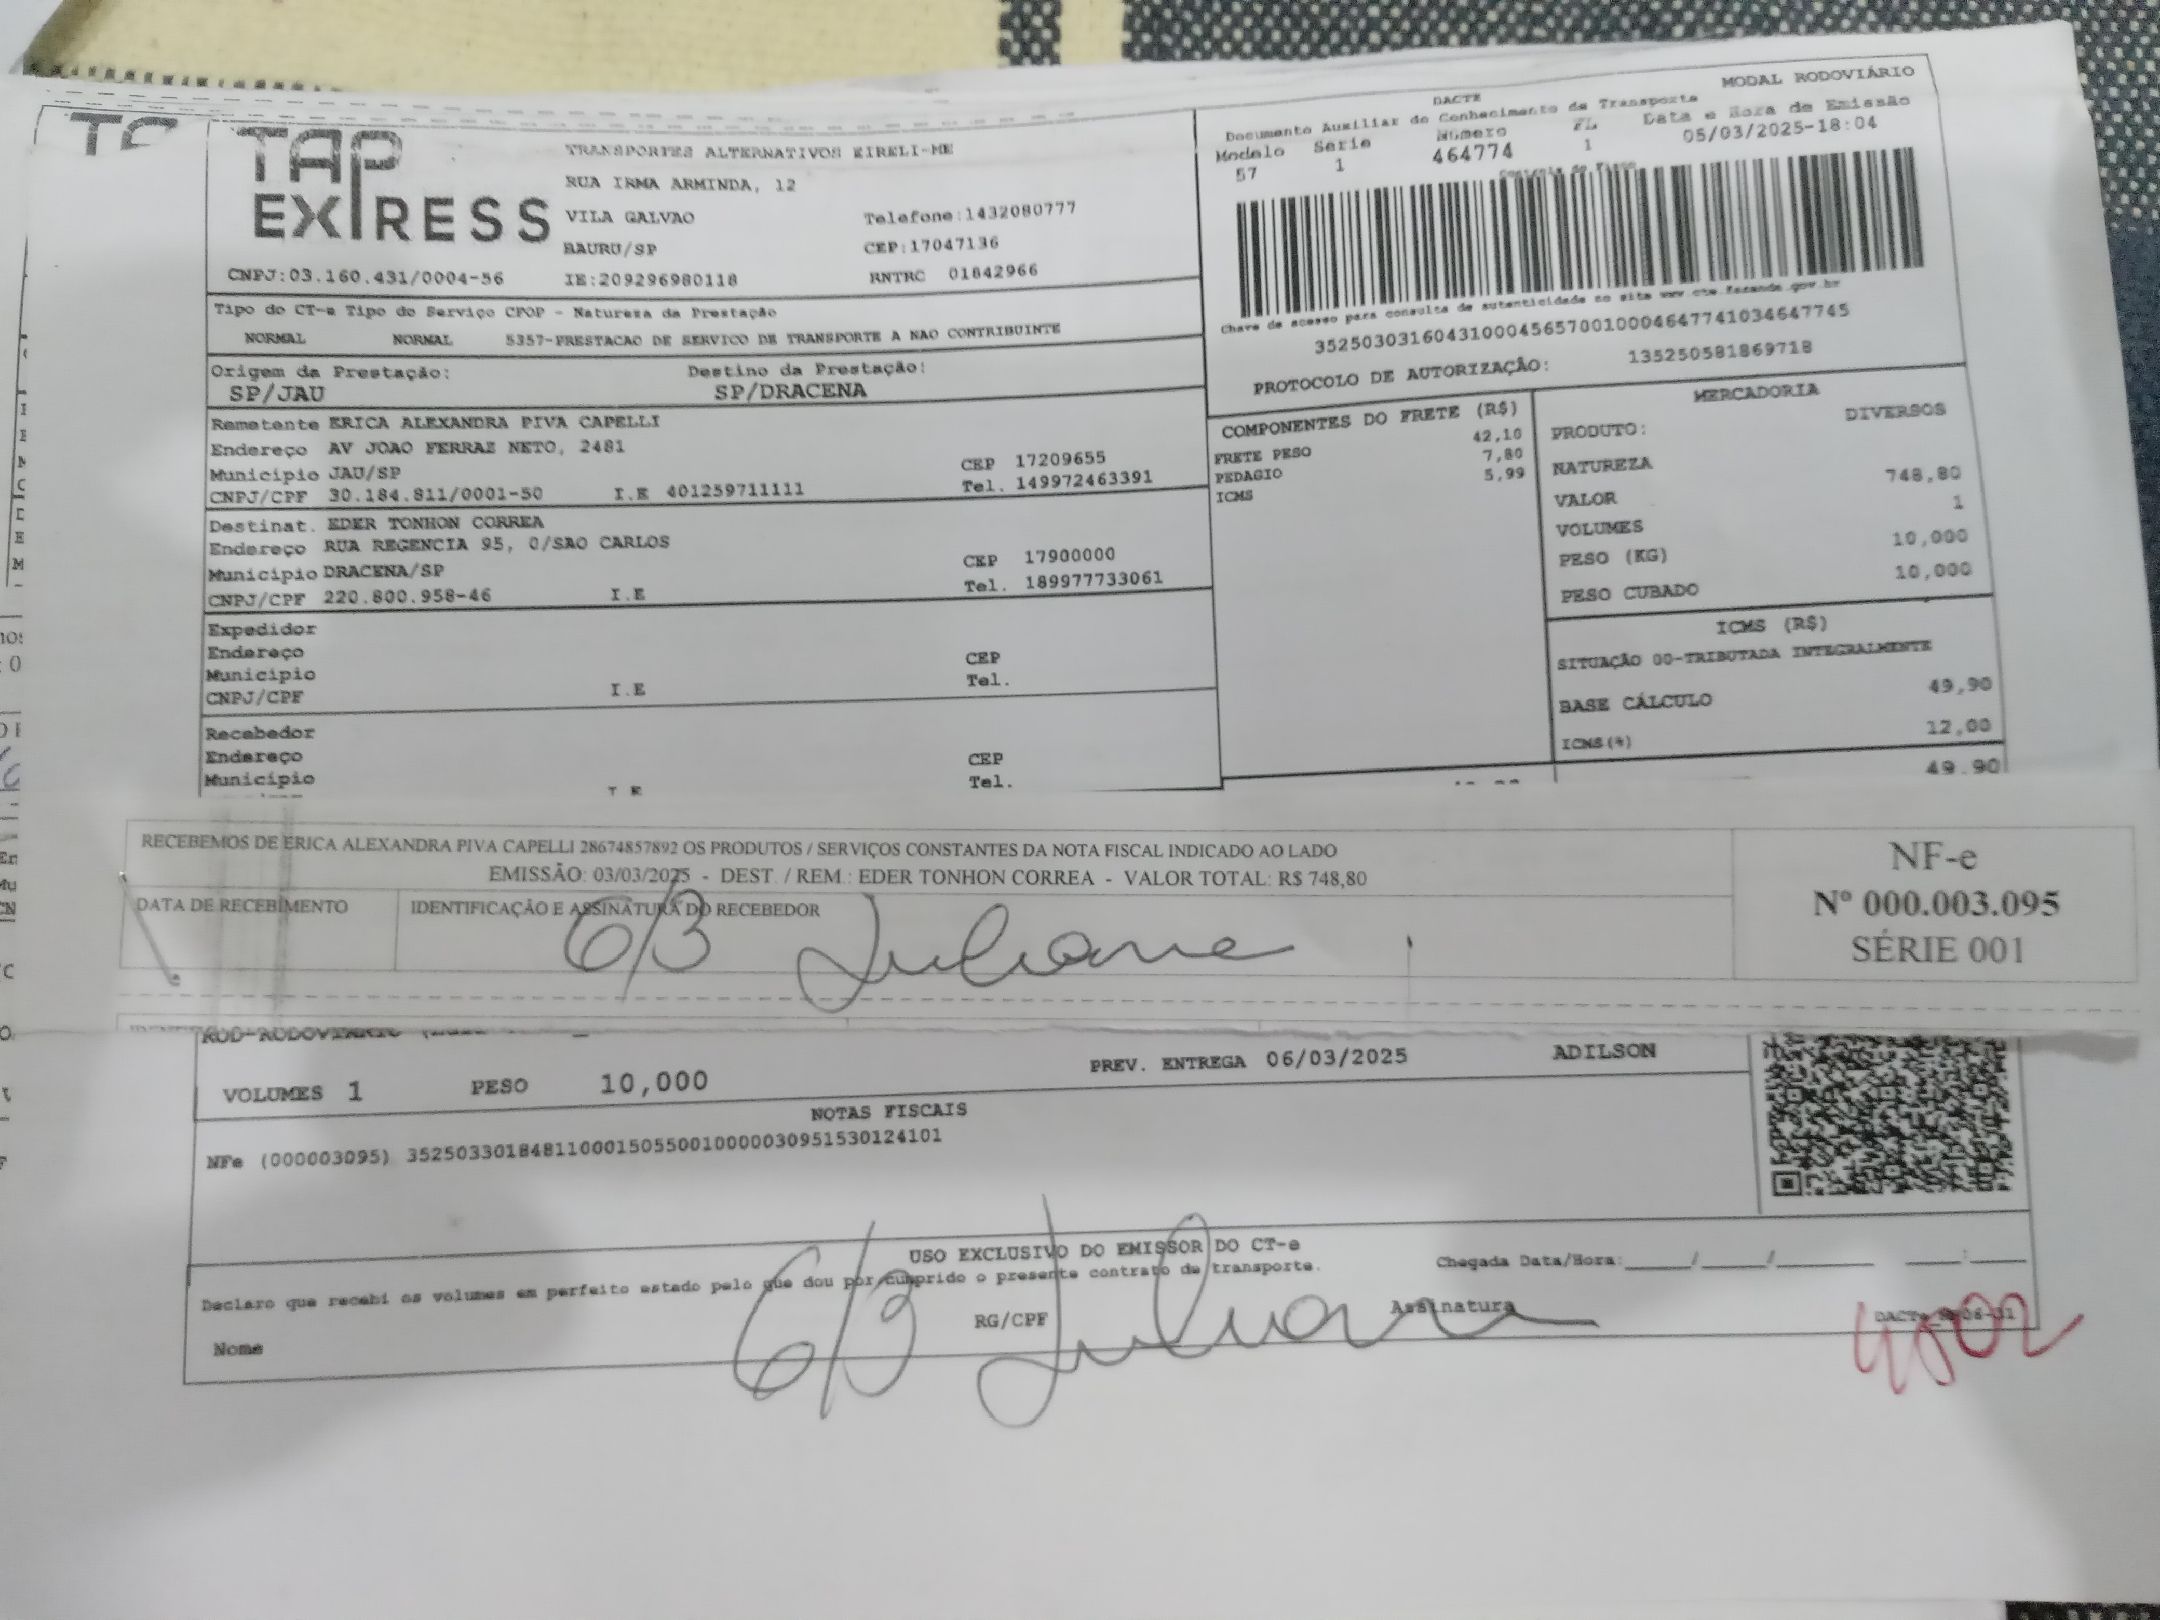 TAP
EXPRESS
TRANSPORTES ALTERNATIVOS EIRELI-ME
RUA IRMA ARMINDA, 12
VILA GALVAO Telefone:1432080777
BAURU/SP CEP:17047136
CNPJ:03.160.431/0004-56 IE:209296980118 RNTRC 01842966
MODAL RODOVIÁRIO
DACTE
Documento Auxiliar do Conhecimento de Transporte
Modelo Serie Número FL Data e Hora de Emissão
57 1 464774 1 05/03/2025-18:04
Controle do Fisco
Chave de acesso para consulta de autenticidade no site www.cte.fazenda.gov.br
35250303160431000456570010004647741034647745
PROTOCOLO DE AUTORIZAÇÃO: 135250581869718
Tipo do CT-e Tipo do Serviço CFOP - Natureza da Prestação
NORMAL NORMAL 5357-PRESTACAO DE SERVICO DE TRANSPORTE A NAO CONTRIBUINTE
Origem da Prestação: Destino da Prestação:
SP/JAU SP/DRACENA
Remetente ERICA ALEXANDRA PIVA CAPELLI
Endereço AV JOAO FERRAZ NETO, 2481
Município JAU/SP CEP 17209655
CNPJ/CPF 30.184.811/0001-50 I.E 401259711111 Tel. 149972463391
Destinat. EDER TONHON CORREA
Endereço RUA REGENCIA 95, 0/SAO CARLOS
Município DRACENA/SP CEP 17900000
CNPJ/CPF 220.800.958-46 I.E Tel. 189977733061
Expedidor
Endereço
Município CEP
CNPJ/CPF I.E Tel.
Recebedor
Endereço
Município CEP
Tel.
COMPONENTES DO FRETE (R$)
FRETE PESO 42,10
PEDAGIO 7,80
ICMS 5,99
MERCADORIA
PRODUTO: DIVERSOS
NATUREZA
VALOR 748,80
VOLUMES 1
PESO (KG) 10,000
PESO CUBADO 10,000
ICMS (R$)
SITUAÇÃO 00-TRIBUTADA INTEGRALMENTE
BASE CÁLCULO 49,90
ICMS(%) 12,00
49.90
RECEBEMOS DE ERICA ALEXANDRA PIVA CAPELLI 28674857892 OS PRODUTOS / SERVIÇOS CONSTANTES DA NOTA FISCAL INDICADO AO LADO
EMISSÃO: 03/03/2025 - DEST. / REM.: EDER TONHON CORREA - VALOR TOTAL: R$ 748,80
DATA DE RECEBIMENTO IDENTIFICAÇÃO E ASSINATURA DO RECEBEDOR
6/3 Juliane
NF-e
Nº 000.003.095
SÉRIE 001
ROD-RODOVIARIO
VOLUMES 1 PESO 10,000 PREV. ENTREGA 06/03/2025 ADILSON
NOTAS FISCAIS
NFe (000003095) 35250330184811000150550010000030951530124101
USO EXCLUSIVO DO EMISSOR DO CT-e
Declaro que recebi os volumes em perfeito estado pelo que dou por cumprido o presente contrato de transporte.
Chegada Data/Hora:_____/_____/________ ____:____
Nome RG/CPF Assinatura
6/3 Juliana